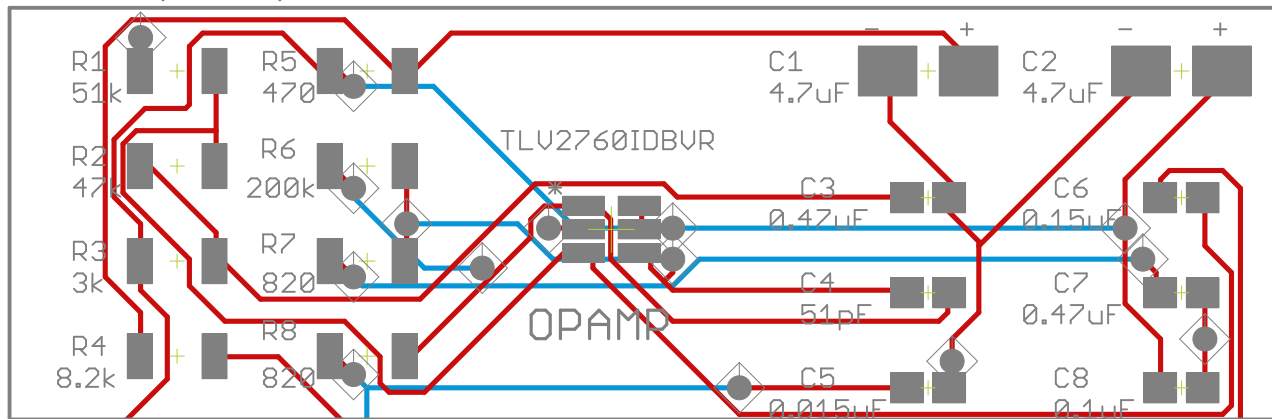 R1
51k
R5
470
C1
4.7uF
- +
C2
4.7uF
- +
TLV2760IDBVR
R2
47k
R6
200k
*
C3
0.47uF
C6
0.15uF
R3
3k
R7
820
C4
51pF
C7
0.47uF
OPAMP
R4
8.2k
R8
820
C5
0.015uF
C8
0.1uF